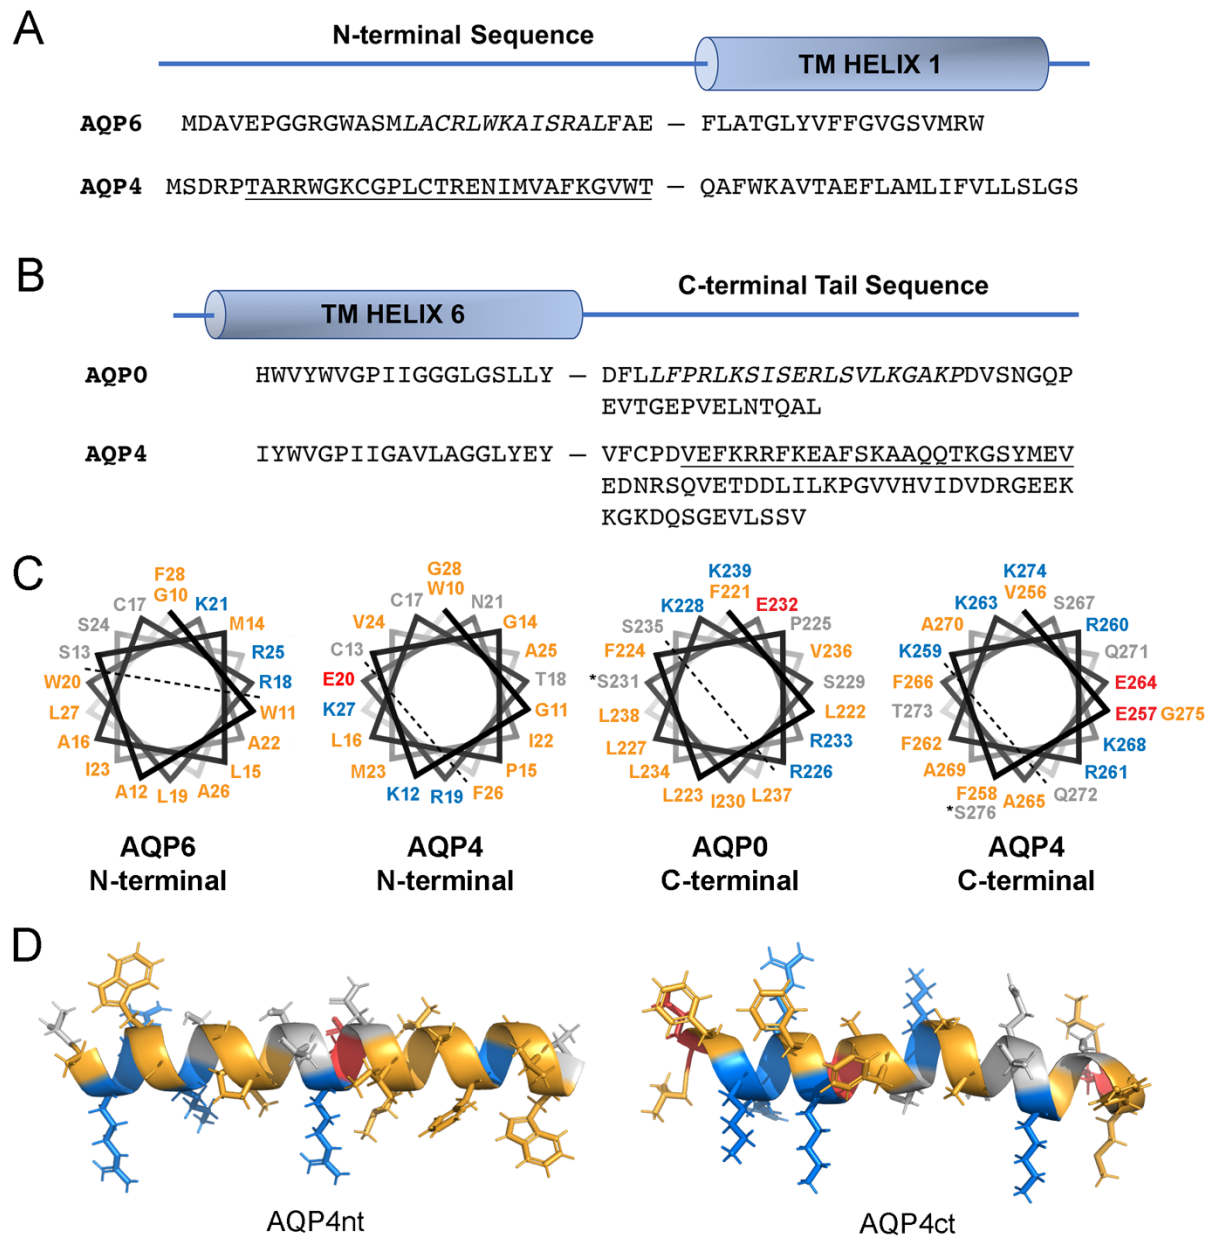 A
N-terminal Sequence
TM HELIX 1
AQP6 MDAVEPGGRGWASMLACRLWKAISRALFAE — FLATGLYVFFGVGSVMRW
AQP4 MSDRPTARRWGKCGPLCTRENIMVAFKGVWT — QAFWKAVTAEFLAMLIFVLLSLGS
B
C-terminal Tail Sequence
TM HELIX 6
AQP0 HWVYWVGPIIGGGLGSLLY — DFLLFPRLKSISERLSVLKGAKPDVSNGQP
EVTGEPVELNTQAL
AQP4 IYWVGPIIGAVLAGGLYEY — VFCPDVEFKRRFKEAFSKAAQQTKGSYMEV
EDNRSQVETDDLILKPGVVHVIDVDRGEEK
KGKDQSGEVLSSV
C
F28
G10
C17
K21
S24
M14
S13
R25
W20
R18
L27
W11
A16
A22
I23
L15
A12
L19
A26
AQP6
N-terminal
G28
W10
C17
N21
V24
G14
C13
A25
E20
T18
K27
G11
L16
I22
M23
P15
K12
R19
F26
AQP4
N-terminal
K239
F221
K228
E232
S235
P225
F224
V236
*S231
S229
L238
L222
L227
R233
L234
R226
L223
I230
L237
AQP0
C-terminal
K274
V256
K263
S267
A270
R260
K259
Q271
F266
E264
T273
E257 G275
F262
K268
A269
R261
F258
A265
Q272
*S276
AQP4
C-terminal
D
AQP4nt
AQP4ct